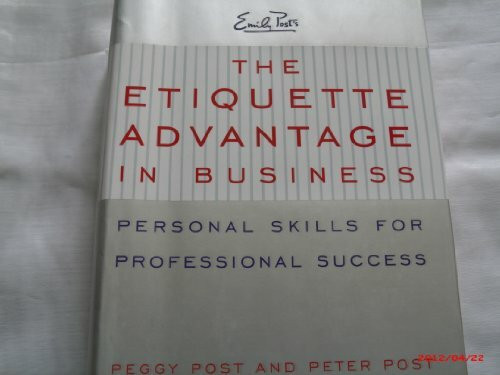 Emily Post's
THE
ETIQUETTE
ADVANTAGE
IN BUSINESS
PERSONAL SKILLS FOR
PROFESSIONAL SUCCESS
PEGGY POST AND PETER POST
2012/04/22